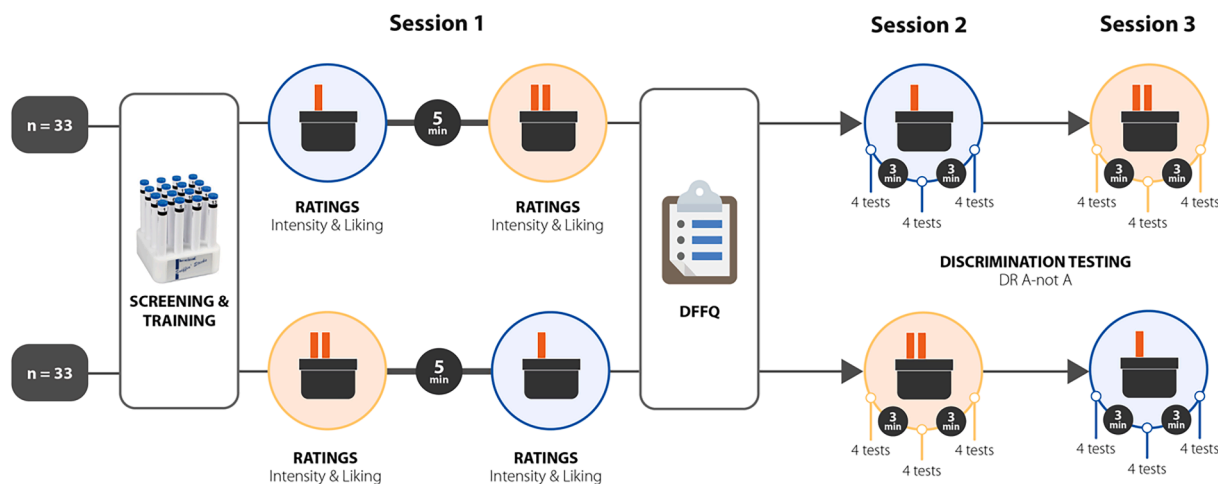 Session 1
Session 2
Session 3
n = 33
5
min
RATINGS
Intensity & Liking
RATINGS
Intensity & Liking
SCREENING &
TRAINING
DFFQ
3
min
3
min
4 tests
4 tests
4 tests
3
min
3
min
4 tests
4 tests
4 tests
DISCRIMINATION TESTING
DR A-not A
n = 33
5
min
RATINGS
Intensity & Liking
RATINGS
Intensity & Liking
3
min
3
min
4 tests
4 tests
4 tests
3
min
3
min
4 tests
4 tests
4 tests